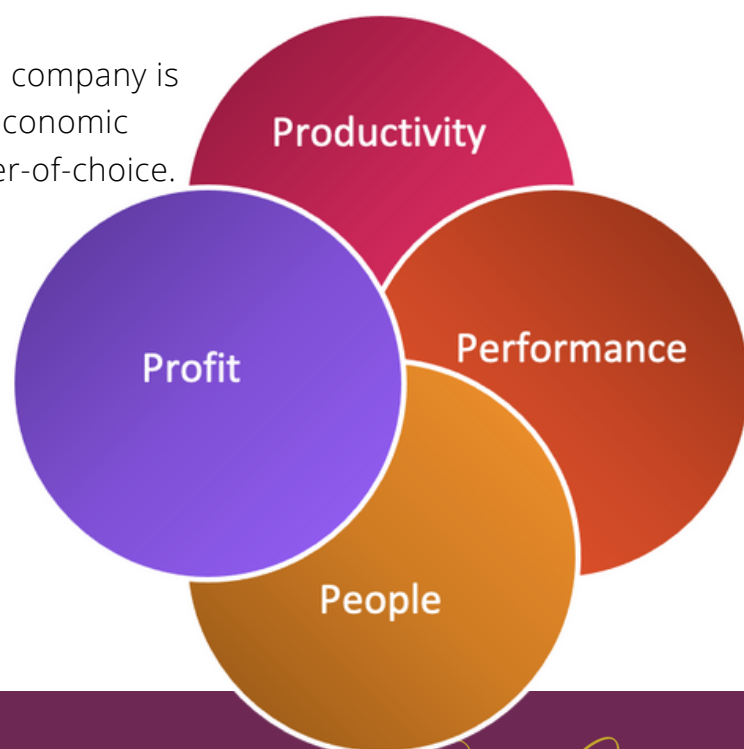 company is
conomic
er-of-choice.
Productivity
Performance
Profit
People